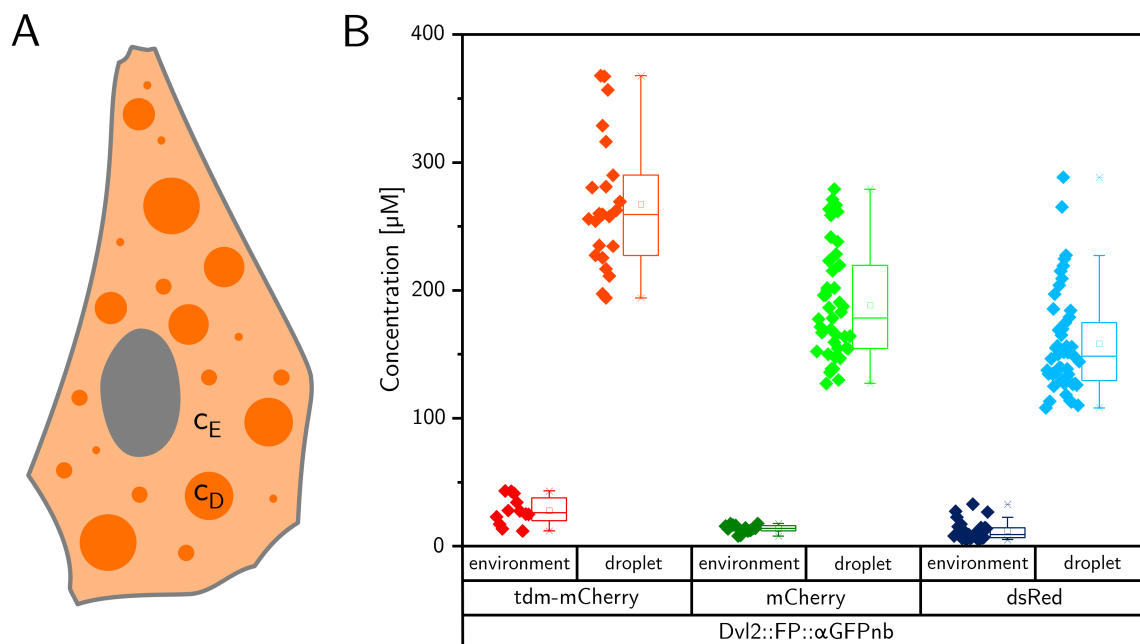 A
B
c_E
c_D
Concentration [µM]
400
300
200
100
0
environment droplet environment droplet environment droplet
tdm-mCherry mCherry dsRed
Dvl2::FP::αGFPnb